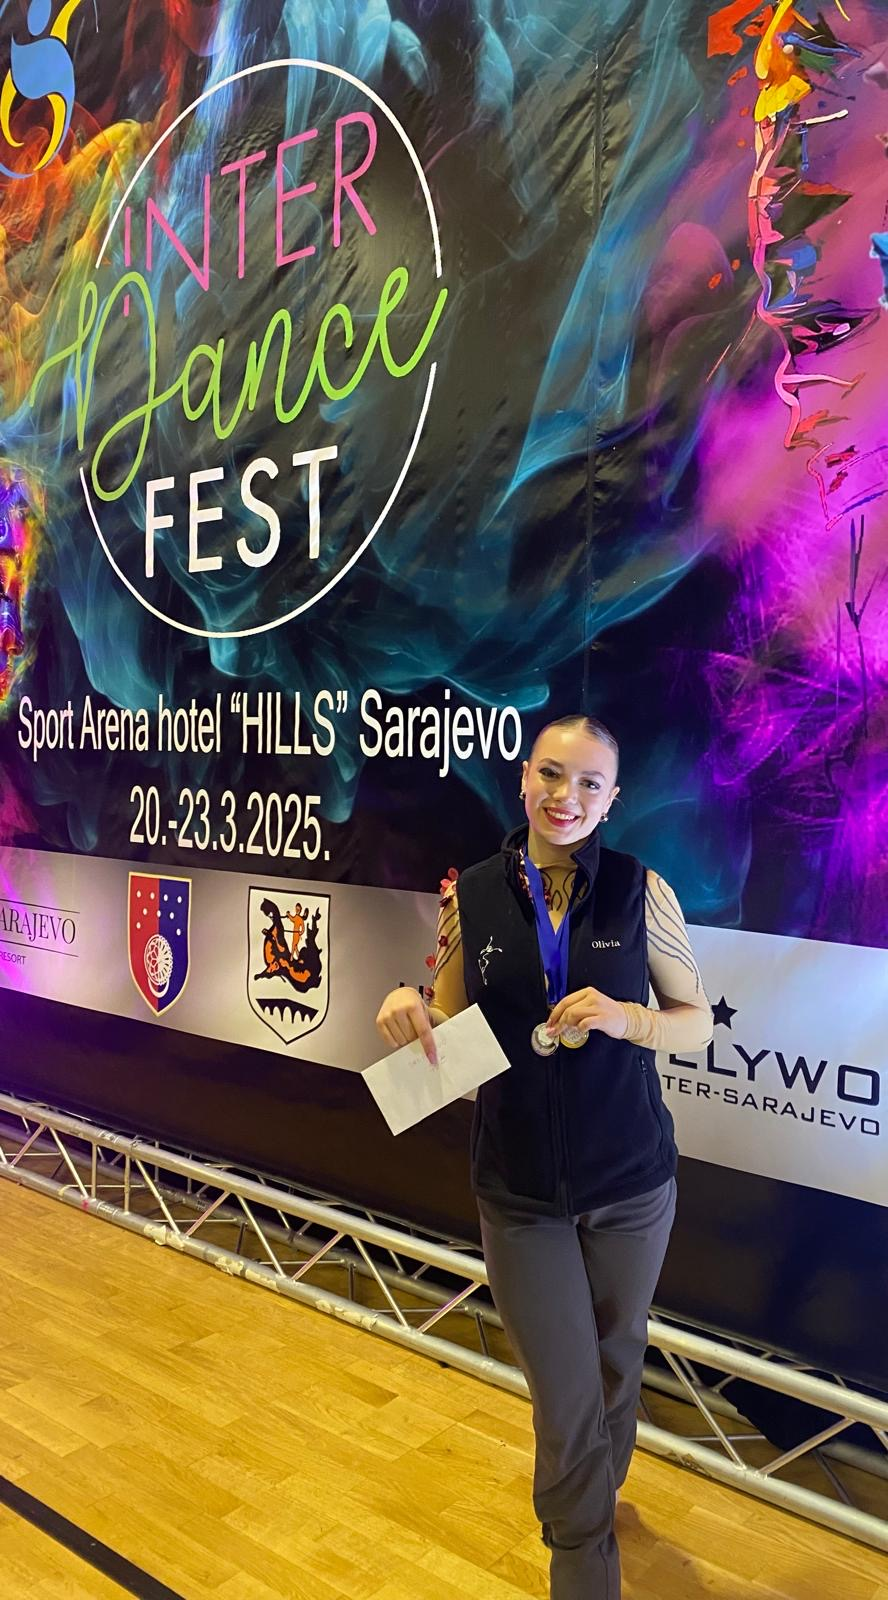 INTER
Dance
FEST
Sport Arena hotel “HILLS” Sarajevo
20.-23.3.2025.
ARAJEVO
RESORT
Olivia
LLYWO
TER-SARAJEVO